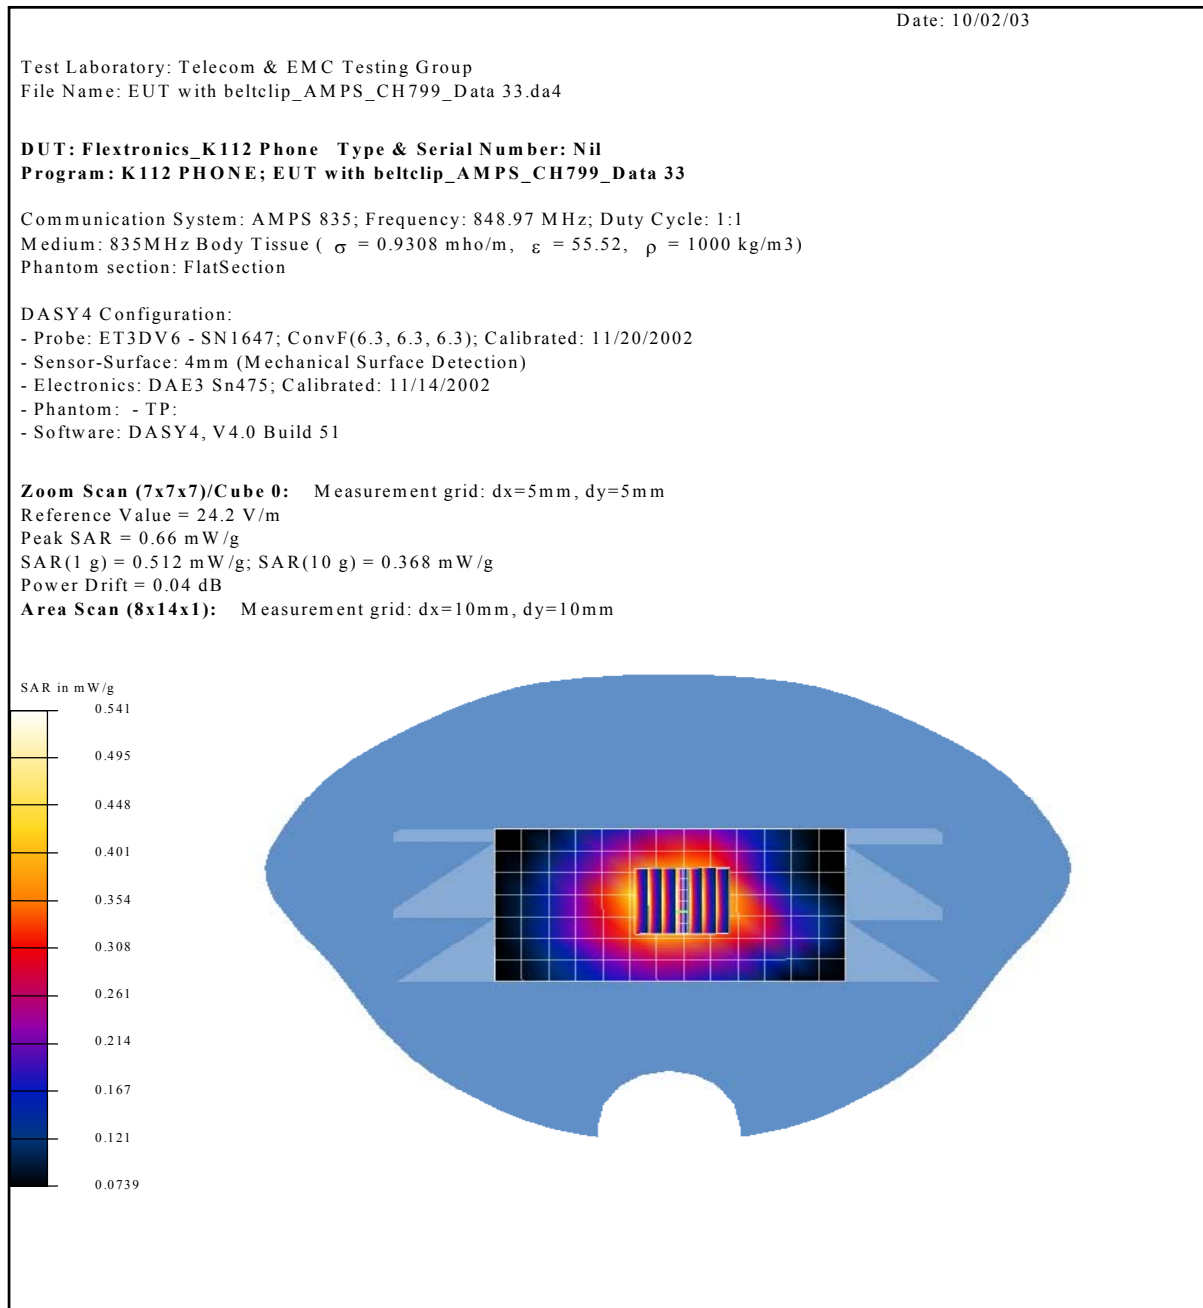 Date: 10/02/03
Test Laboratory: Telecom & EMC Testing Group
File Name: EUT with beltclip_AMPS_CH799_Data 33.da4
DUT: Flextronics_K112 Phone Type & Serial Number: Nil
Program: K112 PHONE; EUT with beltclip_AMPS_CH799_Data 33
Communication System: AMPS 835; Frequency: 848.97 MHz; Duty Cycle: 1:1
Medium: 835MHz Body Tissue ( σ = 0.9308 mho/m, ε = 55.52, ρ = 1000 kg/m3)
Phantom section: FlatSection
DASY4 Configuration:
- Probe: ET3DV6 - SN1647; ConvF(6.3, 6.3, 6.3); Calibrated: 11/20/2002
- Sensor-Surface: 4mm (Mechanical Surface Detection)
- Electronics: DAE3 Sn475; Calibrated: 11/14/2002
- Phantom: - TP:
- Software: DASY4, V4.0 Build 51
Zoom Scan (7x7x7)/Cube 0: Measurement grid: dx=5mm, dy=5mm
Reference Value = 24.2 V/m
Peak SAR = 0.66 mW/g
SAR(1 g) = 0.512 mW/g; SAR(10 g) = 0.368 mW/g
Power Drift = 0.04 dB
Area Scan (8x14x1): Measurement grid: dx=10mm, dy=10mm
SAR in mW/g
0.541
0.495
0.448
0.401
0.354
0.308
0.261
0.214
0.167
0.121
0.0739